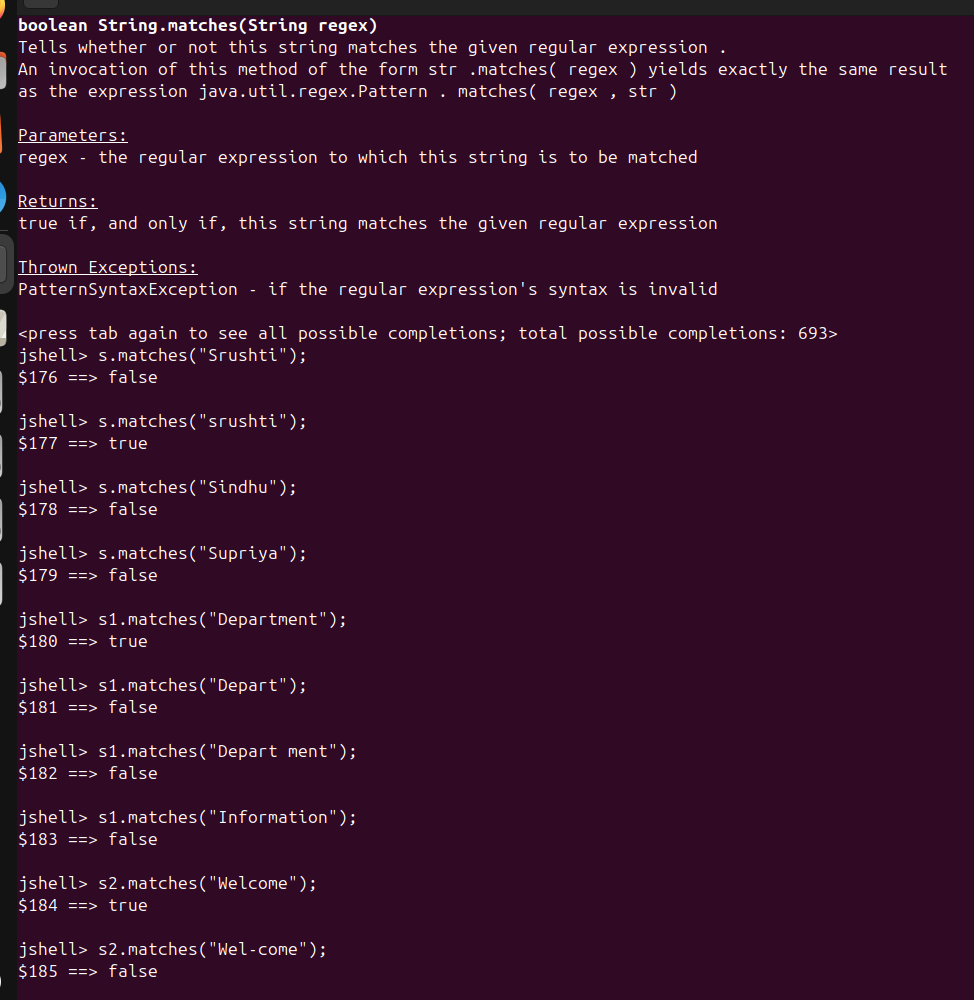 boolean String.matches(String regex)
Tells whether or not this string matches the given regular expression .
An invocation of this method of the form str .matches( regex ) yields exactly the same result
as the expression java.util.regex.Pattern . matches( regex , str )
Parameters:
regex - the regular expression to which this string is to be matched
Returns:
true if, and only if, this string matches the given regular expression
Thrown Exceptions:
PatternSyntaxException - if the regular expression's syntax is invalid
<press tab again to see all possible completions; total possible completions: 693>
jshell> s.matches("Srushti");
$176 ==> false
jshell> s.matches("srushti");
$177 ==> true
jshell> s.matches("Sindhu");
$178 ==> false
jshell> s.matches("Supriya");
$179 ==> false
jshell> s1.matches("Department");
$180 ==> true
jshell> s1.matches("Depart");
$181 ==> false
jshell> s1.matches("Depart ment");
$182 ==> false
jshell> s1.matches("Information");
$183 ==> false
jshell> s2.matches("Welcome");
$184 ==> true
jshell> s2.matches("Wel-come");
$185 ==> false